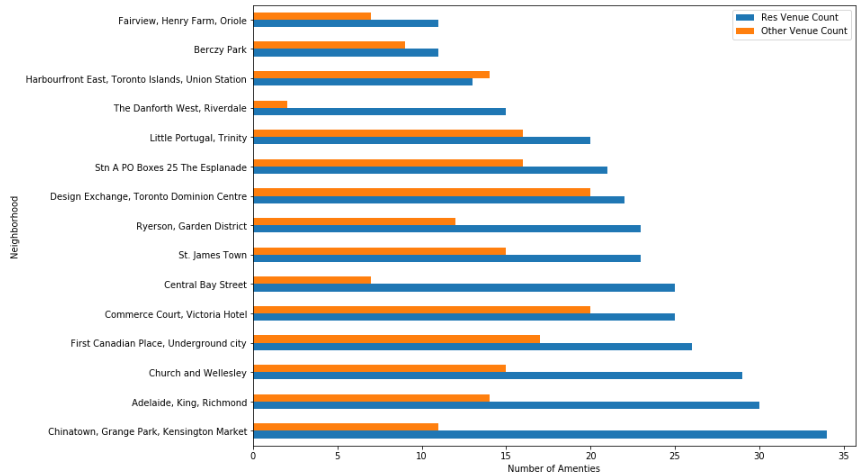 Fairview, Henry Farm, Oriole
Berczy Park
Harbourfront East, Toronto Islands, Union Station
The Danforth West, Riverdale
Little Portugal, Trinity
Stn A PO Boxes 25 The Esplanade
Design Exchange, Toronto Dominion Centre
Ryerson, Garden District
St. James Town
Central Bay Street
Commerce Court, Victoria Hotel
First Canadian Place, Underground city
Church and Wellesley
Adelaide, King, Richmond
Chinatown, Grange Park, Kensington Market
Neighborhood
Res Venue Count
Other Venue Count
0 5 10 15 20 25 30 35
Number of Amenties